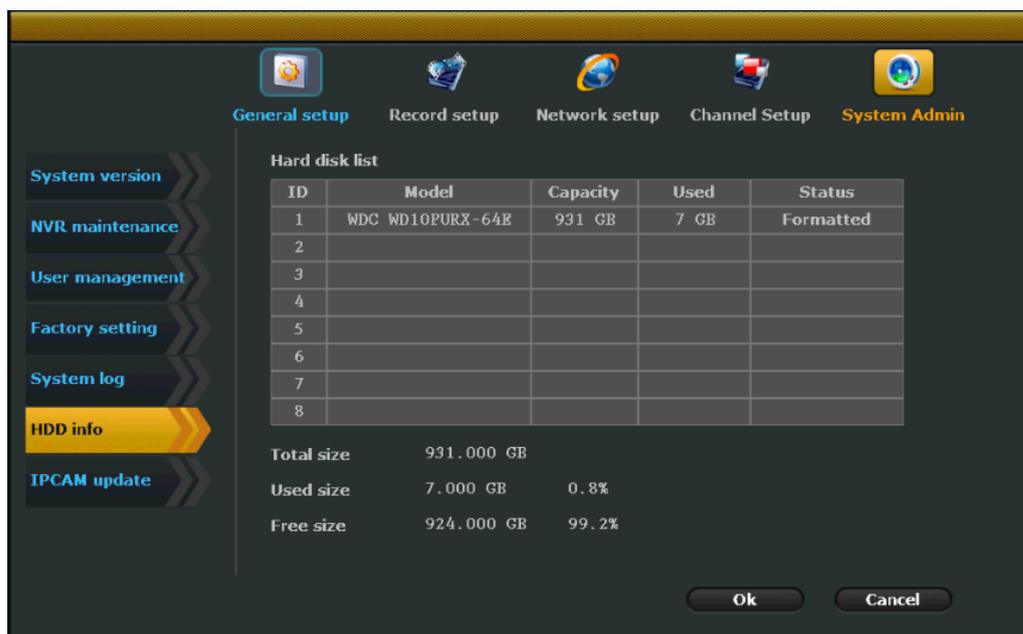 General setup Record setup Network setup Channel Setup System Admin
System version
NVR maintenance
User management
Factory setting
System log
HDD info
IPCAM update
Hard disk list
ID Model Capacity Used Status
1 WDC WD10PURX-64E 931 GB 7 GB Formatted
2
3
4
5
6
7
8
Total size 931.000 GB
Used size 7.000 GB 0.8%
Free size 924.000 GB 99.2%
Ok Cancel